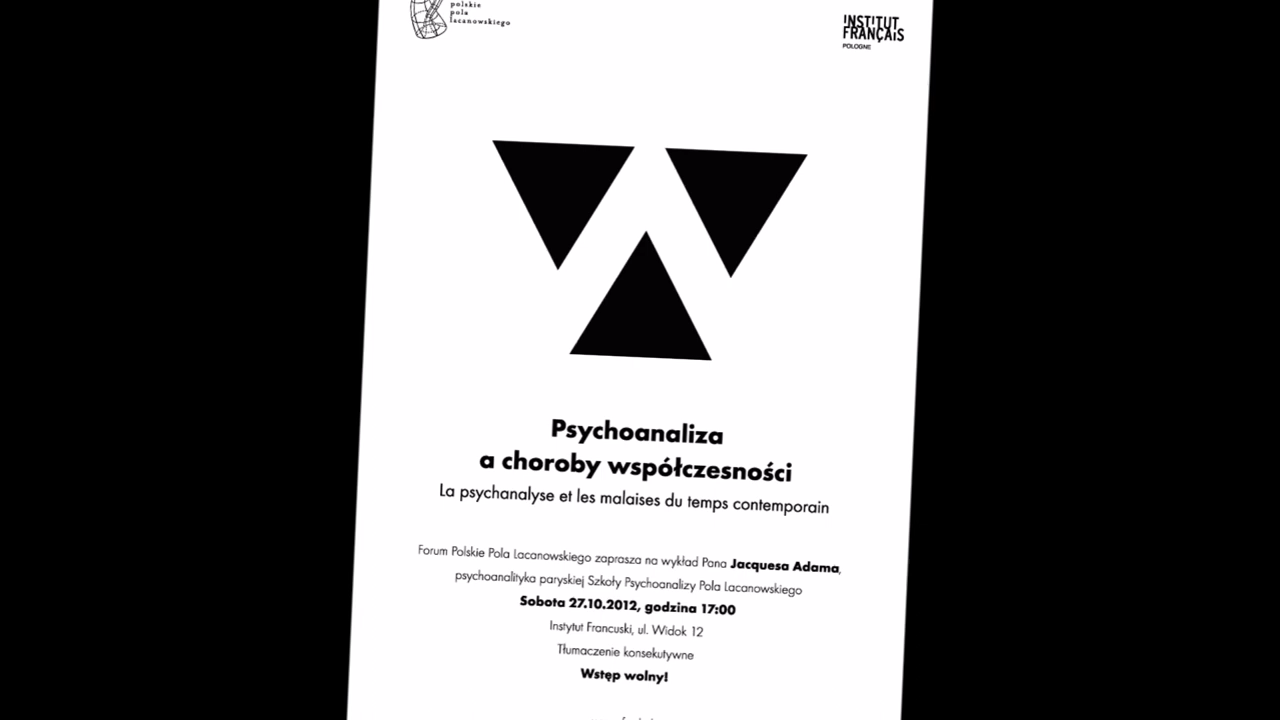 polskie
pola
lacanowskiego
INSTITUT
FRANÇAIS
POLOGNE
Psychoanaliza
a choroby współczesności
La psychanalyse et les malaises du temps contemporain
Forum Polskie Pola Lacanowskiego zaprasza na wykład Pana Jacquesa Adama,
psychoanalityka paryskiej Szkoły Psychoanalizy Pola Lacanowskiego
Sobota 27.10.2012, godzina 17:00
Instytut Francuski, ul. Widok 12
Tłumaczenie konsekutywne
Wstęp wolny!